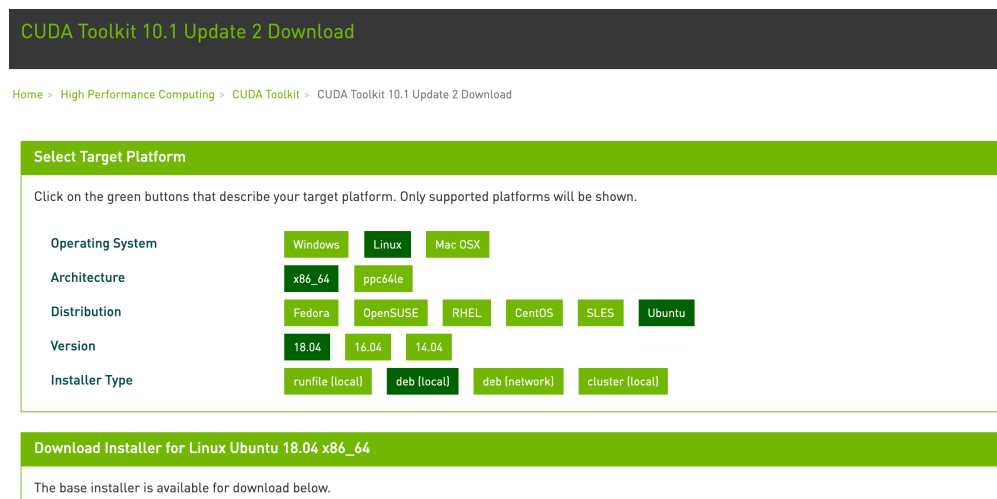 CUDA Toolkit 10.1 Update 2 Download
Home > High Performance Computing > CUDA Toolkit > CUDA Toolkit 10.1 Update 2 Download
Select Target Platform
Click on the green buttons that describe your target platform. Only supported platforms will be shown.
Operating System Windows Linux Mac OSX
Architecture x86_64 ppc64le
Distribution Fedora OpenSUSE RHEL CentOS SLES Ubuntu
Version 18.04 16.04 14.04
Installer Type runfile (local) deb (local) deb (network) cluster (local)
Download Installer for Linux Ubuntu 18.04 x86_64
The base installer is available for download below.